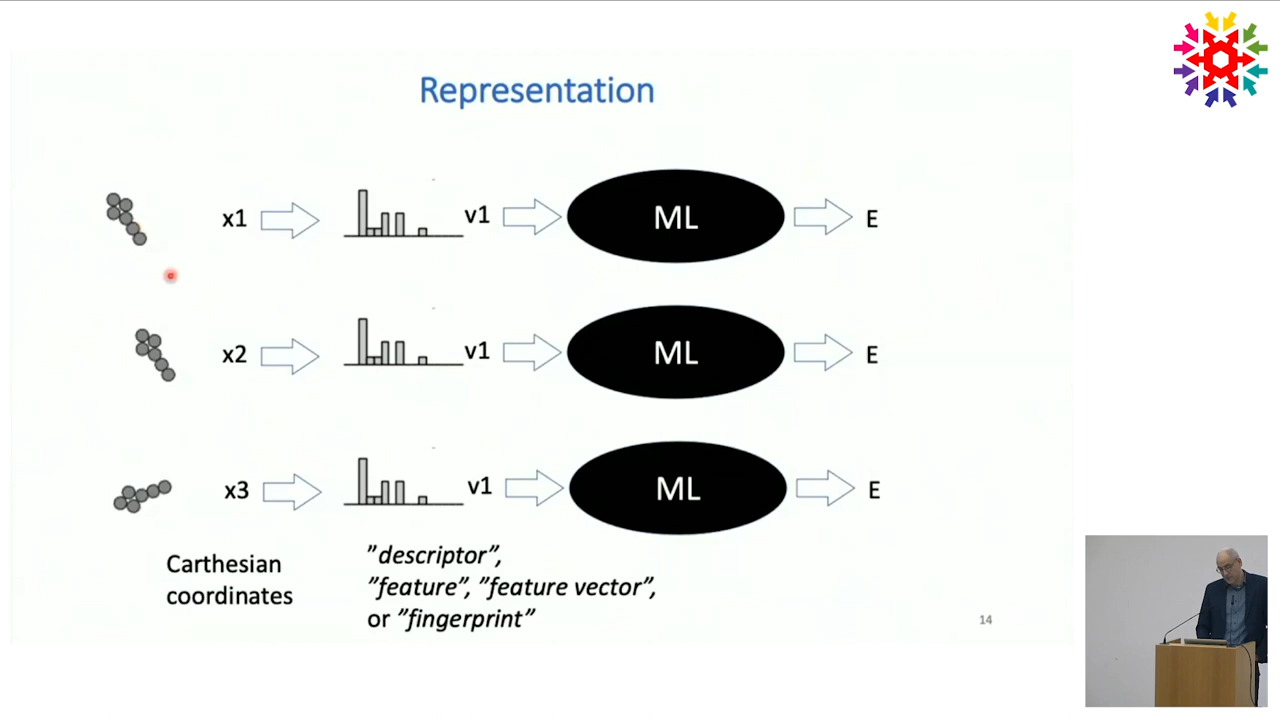 Representation
x1 v1 ML E
x2 v1 ML E
x3 v1 ML E
Carthesian
coordinates
”descriptor”,
”feature”, ”feature vector”,
or ”fingerprint”
14